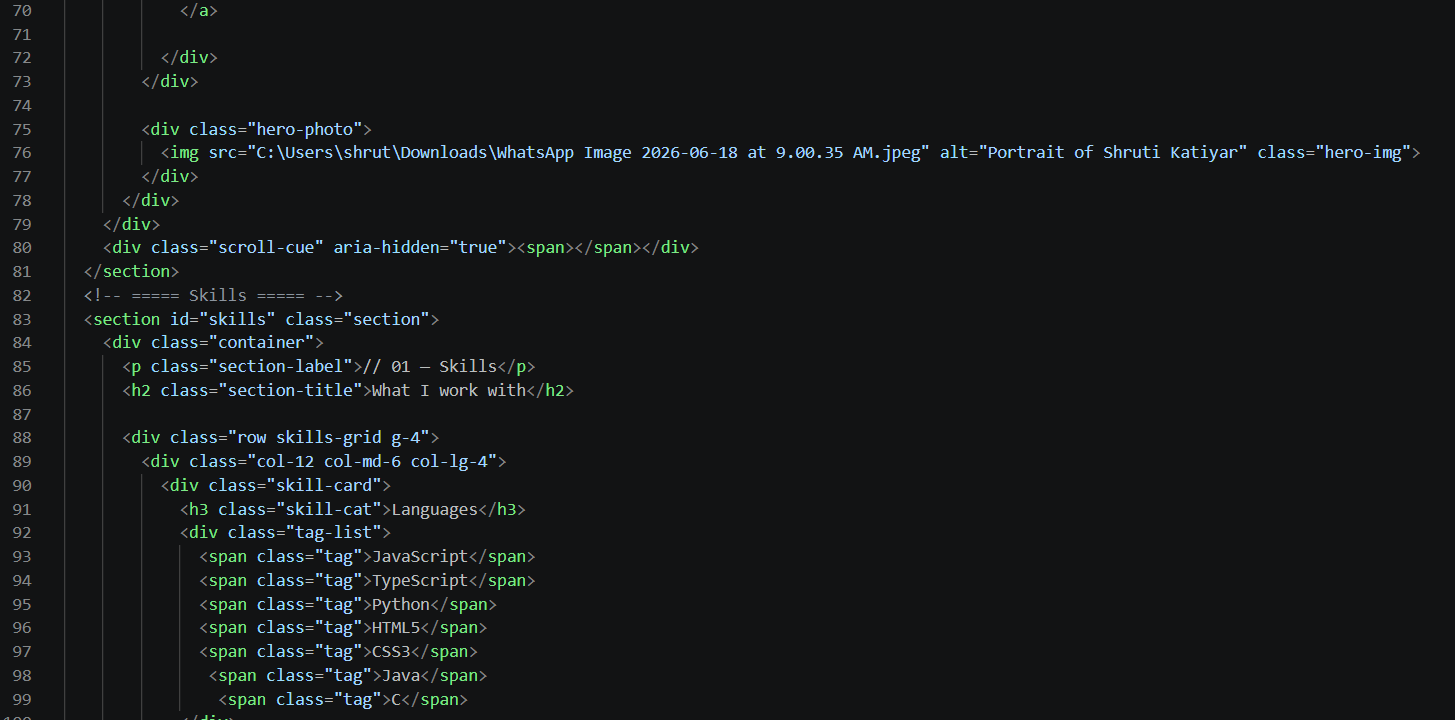 70 </a>
71
72 </div>
73 </div>
74
75 <div class="hero-photo">
76 <img src="C:\Users\shrut\Downloads\WhatsApp Image 2026-06-18 at 9.00.35 AM.jpeg" alt="Portrait of Shruti Katiyar" class="hero-img">
77 </div>
78 </div>
79 </div>
80 <div class="scroll-cue" aria-hidden="true"><span></span></div>
81 </section>
82 <!-- ===== Skills ===== -->
83 <section id="skills" class="section">
84 <div class="container">
85 <p class="section-label">// 01 — Skills</p>
86 <h2 class="section-title">What I work with</h2>
87
88 <div class="row skills-grid g-4">
89 <div class="col-12 col-md-6 col-lg-4">
90 <div class="skill-card">
91 <h3 class="skill-cat">Languages</h3>
92 <div class="tag-list">
93 <span class="tag">JavaScript</span>
94 <span class="tag">TypeScript</span>
95 <span class="tag">Python</span>
96 <span class="tag">HTML5</span>
97 <span class="tag">CSS3</span>
98 <span class="tag">Java</span>
99 <span class="tag">C</span>